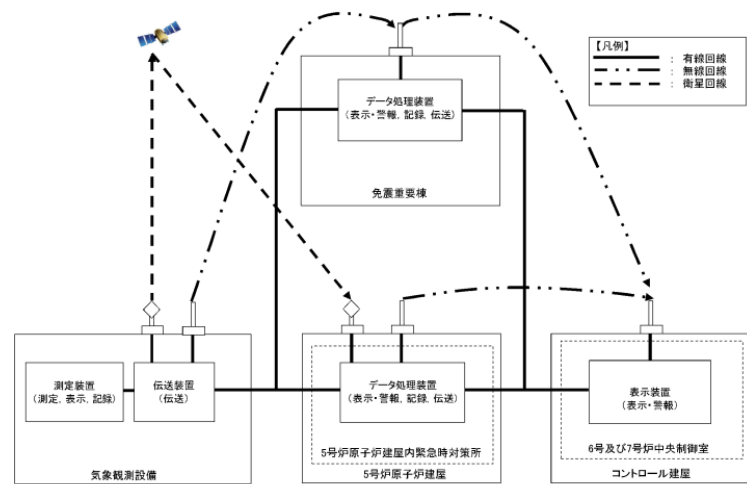 【凡例】
： 有線回線
： 無線回線
： 衛星回線
データ処理装置
(表示・警報, 記録, 伝送)
免震重要棟
測定装置
(測定, 表示, 記録)
伝送装置
(伝送)
気象観測設備
データ処理装置
(表示・警報, 記録, 伝送)
5号炉原子炉建屋内緊急時対策所
5号炉原子炉建屋
表示装置
(表示・警報)
6号及び7号炉中央制御室
コントロール建屋